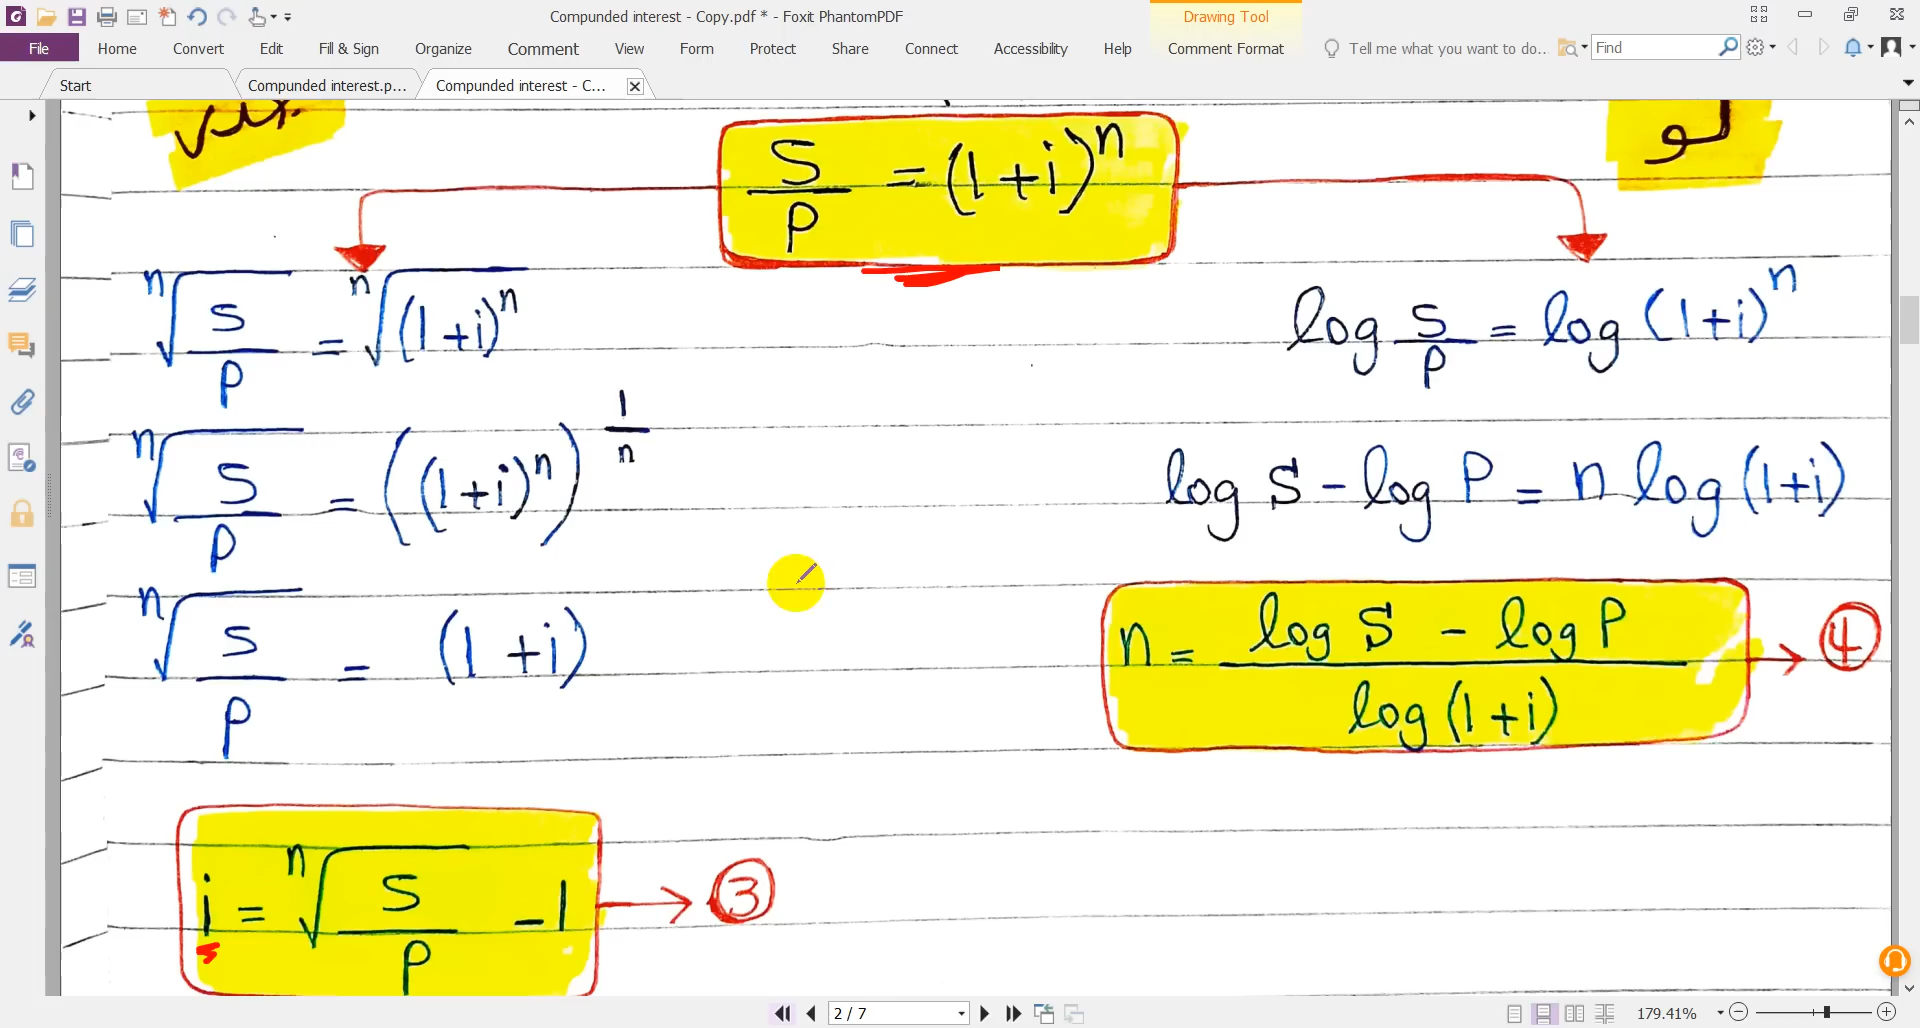 Compunded interest - Copy.pdf * - Foxit PhantomPDF
Drawing Tool
File Home Convert Edit Fill & Sign Organize Comment View Form Protect Share Connect Accessibility Help Comment Format Tell me what you want to do... Find
Start Compunded interest.p... Compunded interest - C...
لو
S/P = (1+i)^n
ⁿ√(S/P) = ⁿ√((1+i)^n)
log S/P = log (1+i)^n
ⁿ√(S/P) = ((1+i)^n)^(1/n)
log S - log P = n log (1+i)
ⁿ√(S/P) = (1+i)
n = (log S - log P) / log (1+i) → ④
i = ⁿ√(S/P) - 1 → ③
2 / 7
179.41%